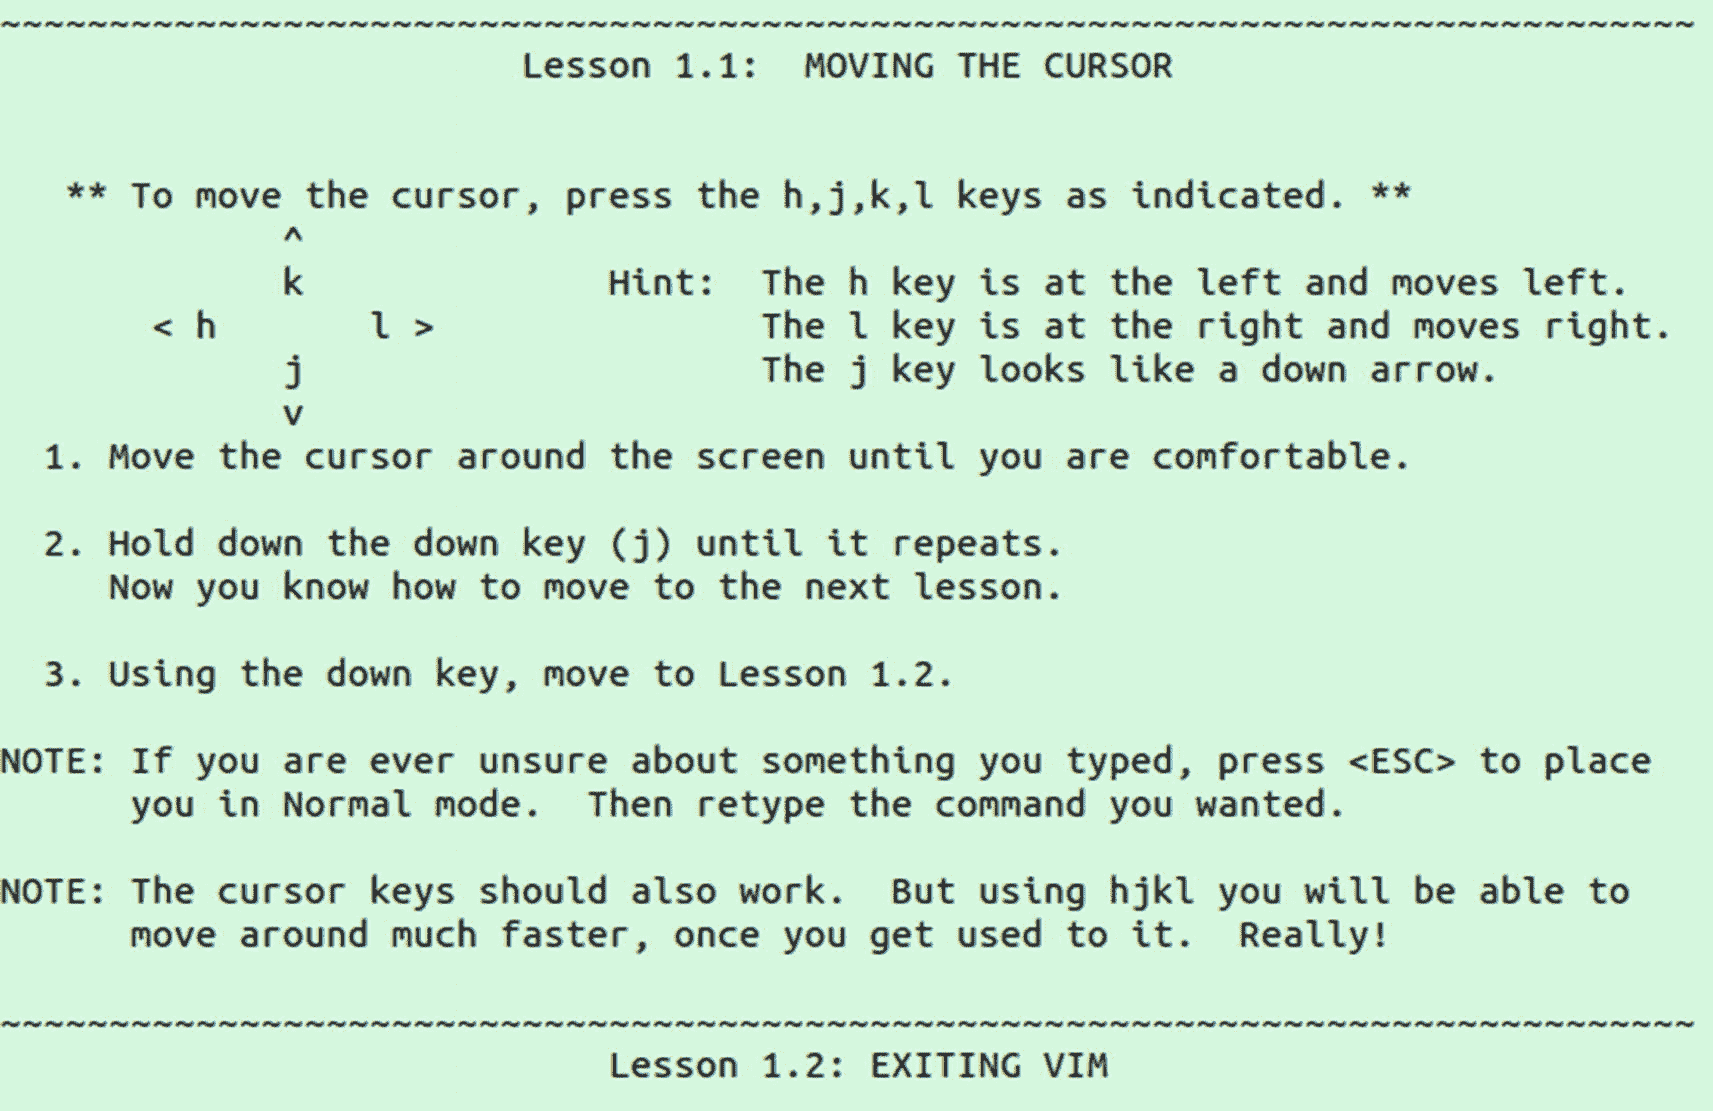 ~~~~~~~~~~~~~~~~~~~~~~~~~~~~~~~~~~~~~~~~~~~~~~~~~~~~~~~~~~~~~~~~~~~~~~~~~~~~~~
Lesson 1.1:  MOVING THE CURSOR
** To move the cursor, press the h,j,k,l keys as indicated. **
^
k              Hint:  The h key is at the left and moves left.
< h       l >               The l key is at the right and moves right.
j                     The j key looks like a down arrow.
v
1. Move the cursor around the screen until you are comfortable.
2. Hold down the down key (j) until it repeats.
Now you know how to move to the next lesson.
3. Using the down key, move to Lesson 1.2.
NOTE: If you are ever unsure about something you typed, press <ESC> to place
you in Normal mode.  Then retype the command you wanted.
NOTE: The cursor keys should also work.  But using hjkl you will be able to
move around much faster, once you get used to it.  Really!
~~~~~~~~~~~~~~~~~~~~~~~~~~~~~~~~~~~~~~~~~~~~~~~~~~~~~~~~~~~~~~~~~~~~~~~~~~~~~~
Lesson 1.2: EXITING VIM